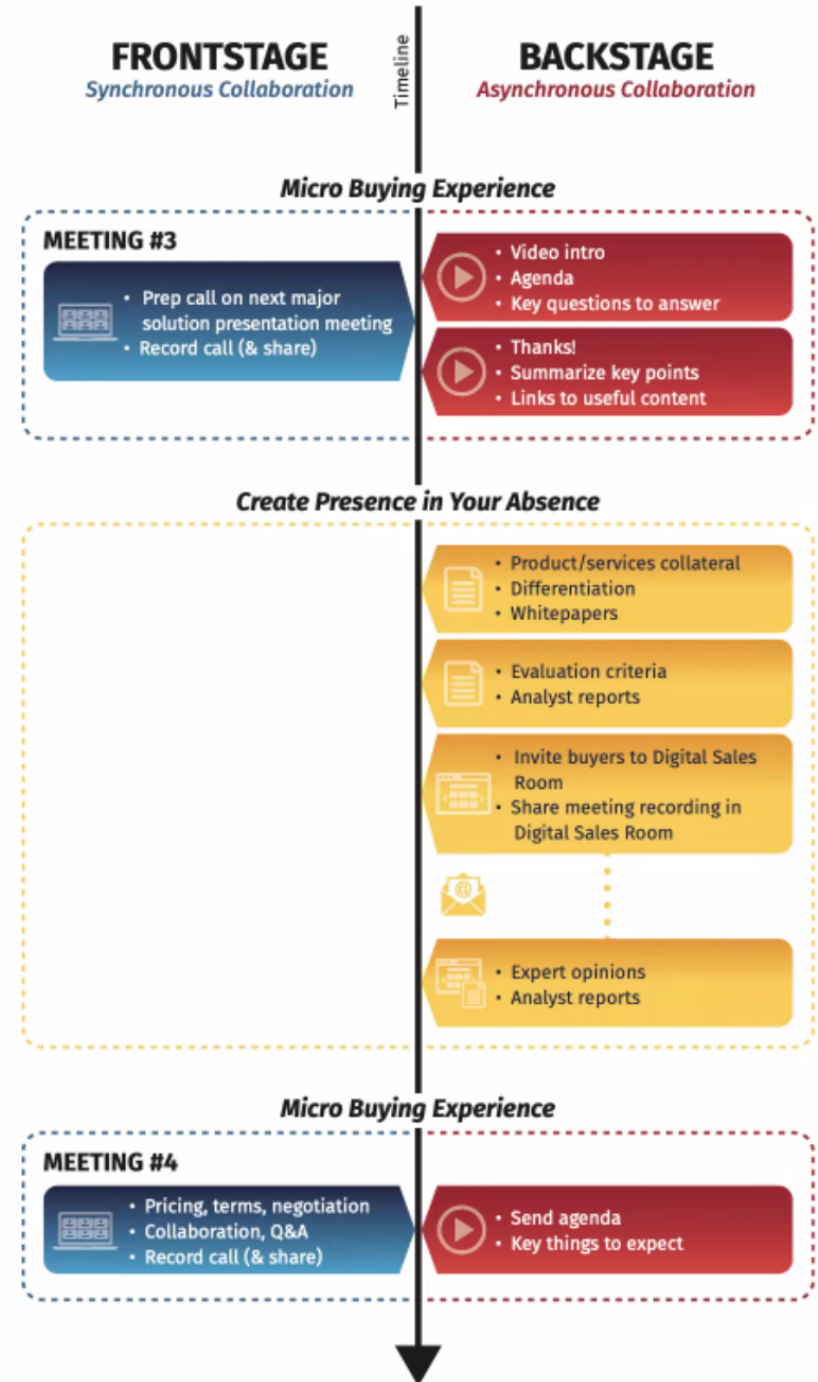 FRONTSTAGE
Synchronous Collaboration
Timeline
BACKSTAGE
Asynchronous Collaboration
Micro Buying Experience
MEETING #3
• Prep call on next major
solution presentation meeting
• Record call (& share)
• Video intro
• Agenda
• Key questions to answer
• Thanks!
• Summarize key points
• Links to useful content
Create Presence in Your Absence
• Product/services collateral
• Differentiation
• Whitepapers
• Evaluation criteria
• Analyst reports
• Invite buyers to Digital Sales
Room
• Share meeting recording in
Digital Sales Room
@
• Expert opinions
• Analyst reports
Micro Buying Experience
MEETING #4
• Pricing, terms, negotiation
• Collaboration, Q&A
• Record call (& share)
• Send agenda
• Key things to expect